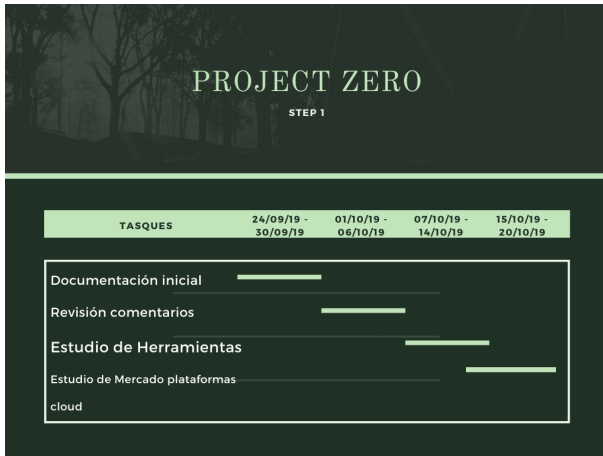 PROJECT ZERO
STEP 1
TASQUES
24/09/19 -
30/09/19
01/10/19 -
06/10/19
07/10/19 -
14/10/19
15/10/19 -
20/10/19
Documentación inicial
Revisión comentarios
Estudio de Herramientas
Estudio de Mercado plataformas
cloud